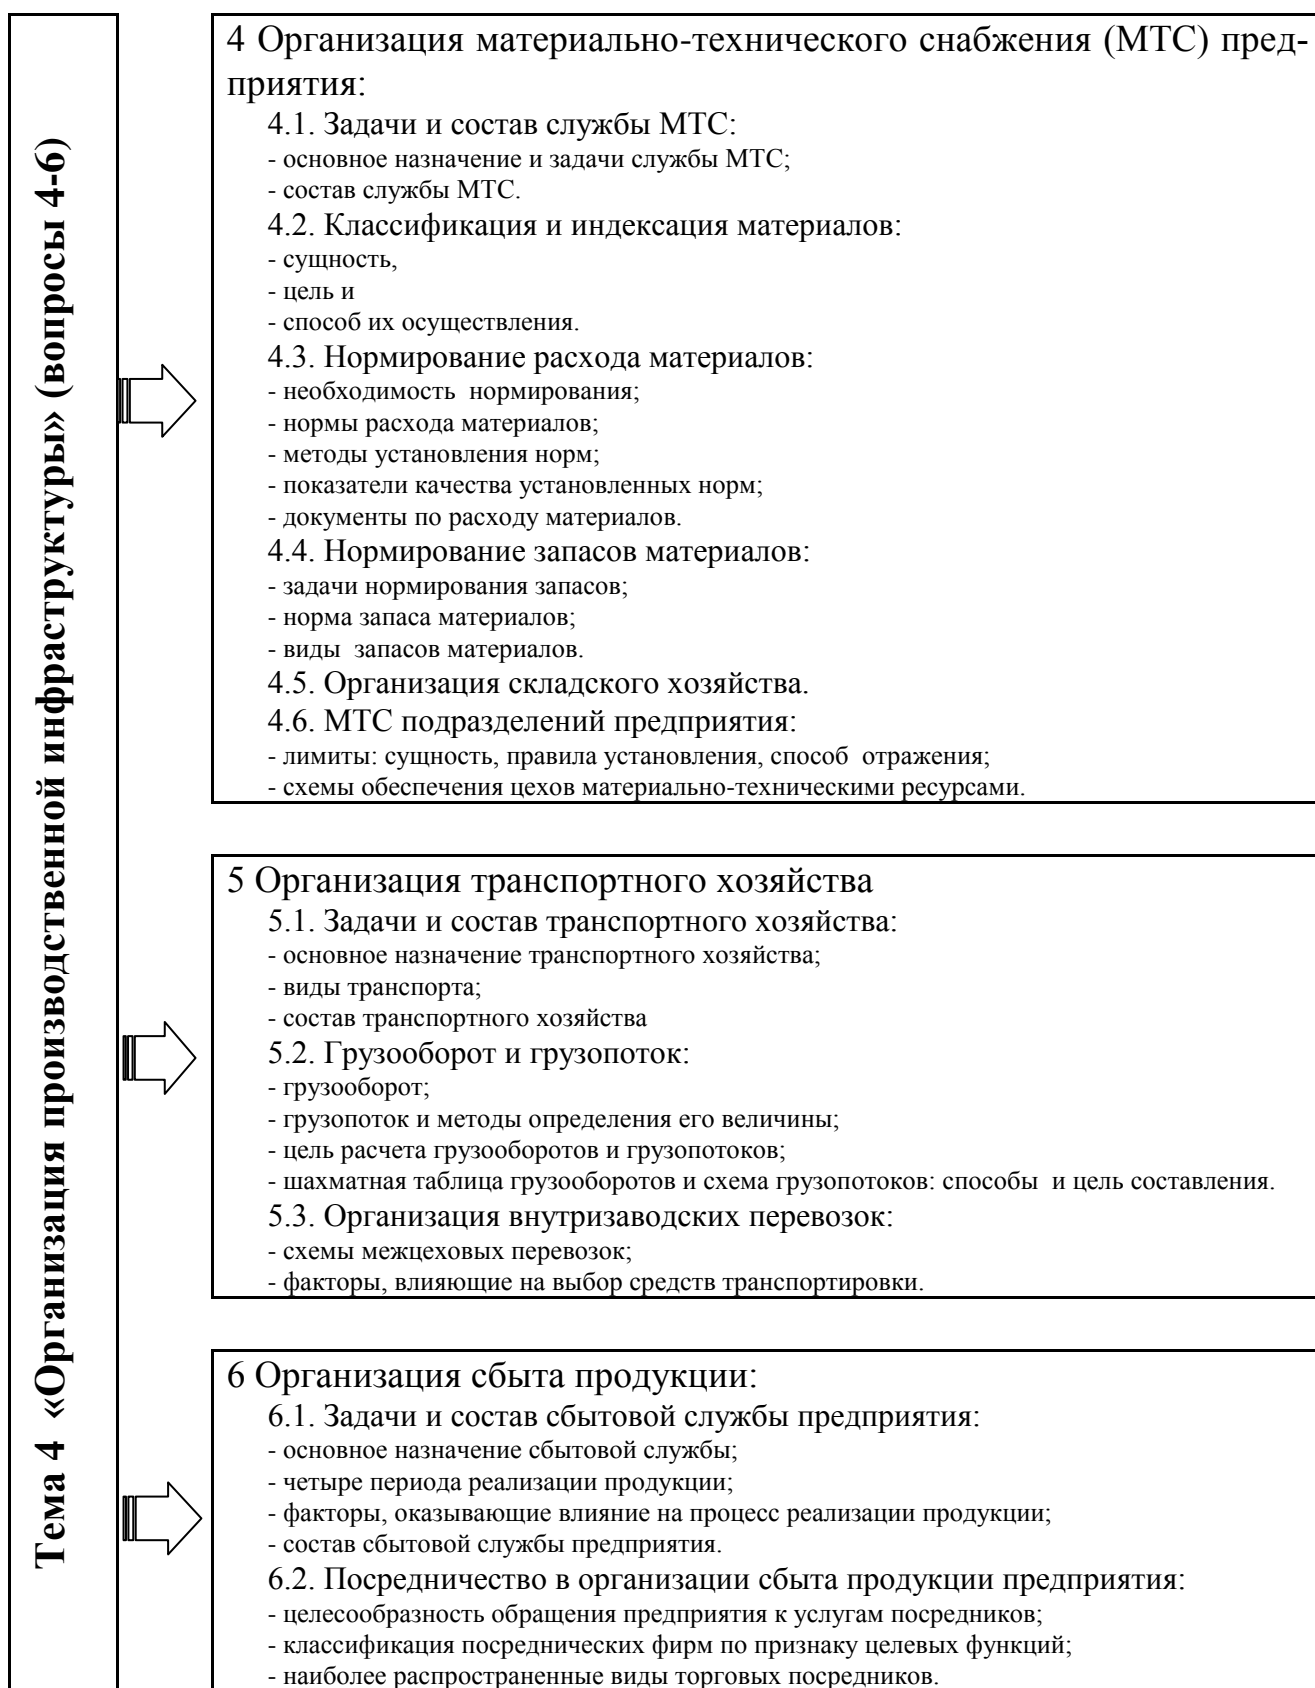 Тема 4 «Организация производственной инфраструктуры» (вопросы 4-6)
4 Организация материально-технического снабжения (МТС) пред-
приятия:
4.1. Задачи и состав службы МТС:
- основное назначение и задачи службы МТС;
- состав службы МТС.
4.2. Классификация и индексация материалов:
- сущность,
- цель и
- способ их осуществления.
4.3. Нормирование расхода материалов:
- необходимость нормирования;
- нормы расхода материалов;
- методы установления норм;
- показатели качества установленных норм;
- документы по расходу материалов.
4.4. Нормирование запасов материалов:
- задачи нормирования запасов;
- норма запаса материалов;
- виды запасов материалов.
4.5. Организация складского хозяйства.
4.6. МТС подразделений предприятия:
- лимиты: сущность, правила установления, способ отражения;
- схемы обеспечения цехов материально-техническими ресурсами.
5 Организация транспортного хозяйства
5.1. Задачи и состав транспортного хозяйства:
- основное назначение транспортного хозяйства;
- виды транспорта;
- состав транспортного хозяйства
5.2. Грузооборот и грузопоток:
- грузооборот;
- грузопоток и методы определения его величины;
- цель расчета грузооборотов и грузопотоков;
- шахматная таблица грузооборотов и схема грузопотоков: способы и цель составления.
5.3. Организация внутризаводских перевозок:
- схемы межцеховых перевозок;
- факторы, влияющие на выбор средств транспортировки.
6 Организация сбыта продукции:
6.1. Задачи и состав сбытовой службы предприятия:
- основное назначение сбытовой службы;
- четыре периода реализации продукции;
- факторы, оказывающие влияние на процесс реализации продукции;
- состав сбытовой службы предприятия.
6.2. Посредничество в организации сбыта продукции предприятия:
- целесообразность обращения предприятия к услугам посредников;
- классификация посреднических фирм по признаку целевых функций;
- наиболее распространенные виды торговых посредников.